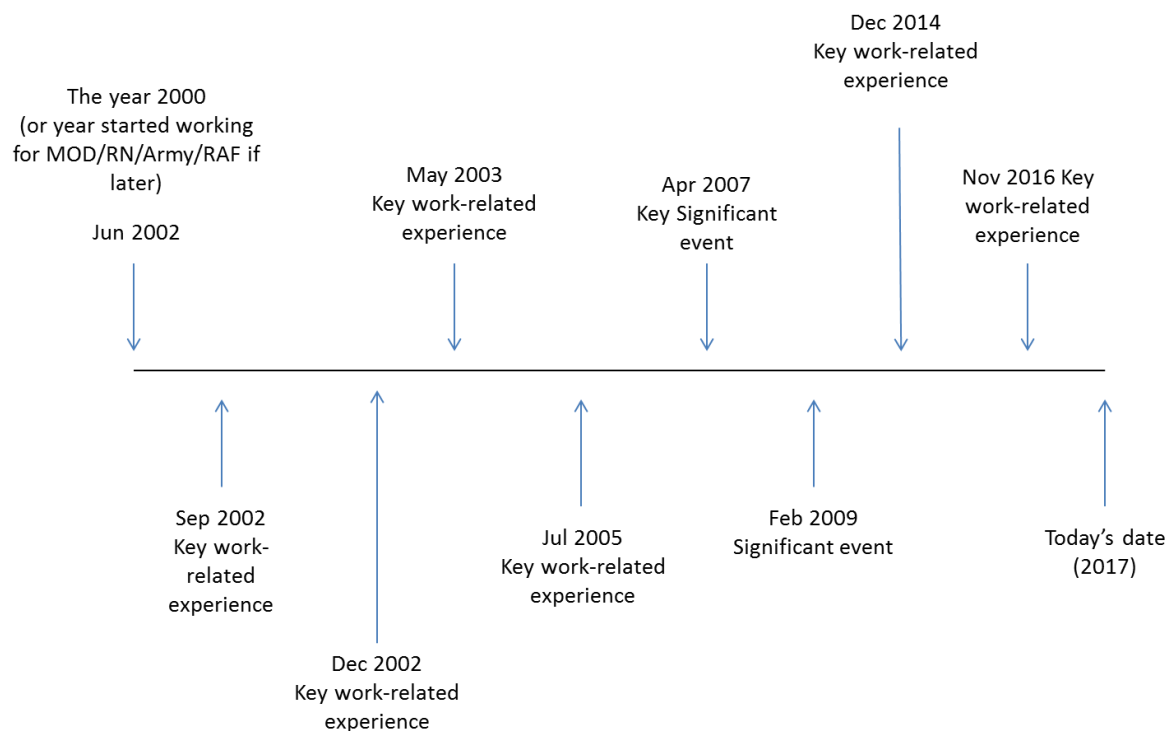 Dec 2014
Key work-related
experience
The year 2000
(or year started working
for MOD/RN/Army/RAF if
later)
Jun 2002
May 2003
Key work-related
experience
Apr 2007
Key Significant
event
Nov 2016 Key
work-related
experience
Sep 2002
Key work-
related
experience
Jul 2005
Key work-related
experience
Feb 2009
Significant event
Today’s date
(2017)
Dec 2002
Key work-related
experience